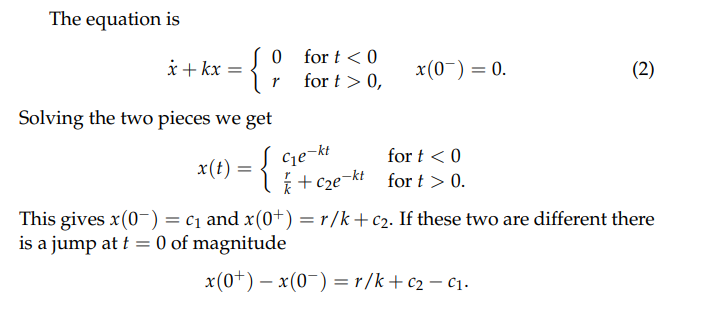 The equation is
ẋ + kx = { 0 for t < 0
r for t > 0, x(0⁻) = 0. (2)
Solving the two pieces we get
x(t) = { c₁e⁻ᵏᵗ for t < 0
r/k + c₂e⁻ᵏᵗ for t > 0.
This gives x(0⁻) = c₁ and x(0⁺) = r/k + c₂. If these two are different there
is a jump at t = 0 of magnitude
x(0⁺) − x(0⁻) = r/k + c₂ − c₁.